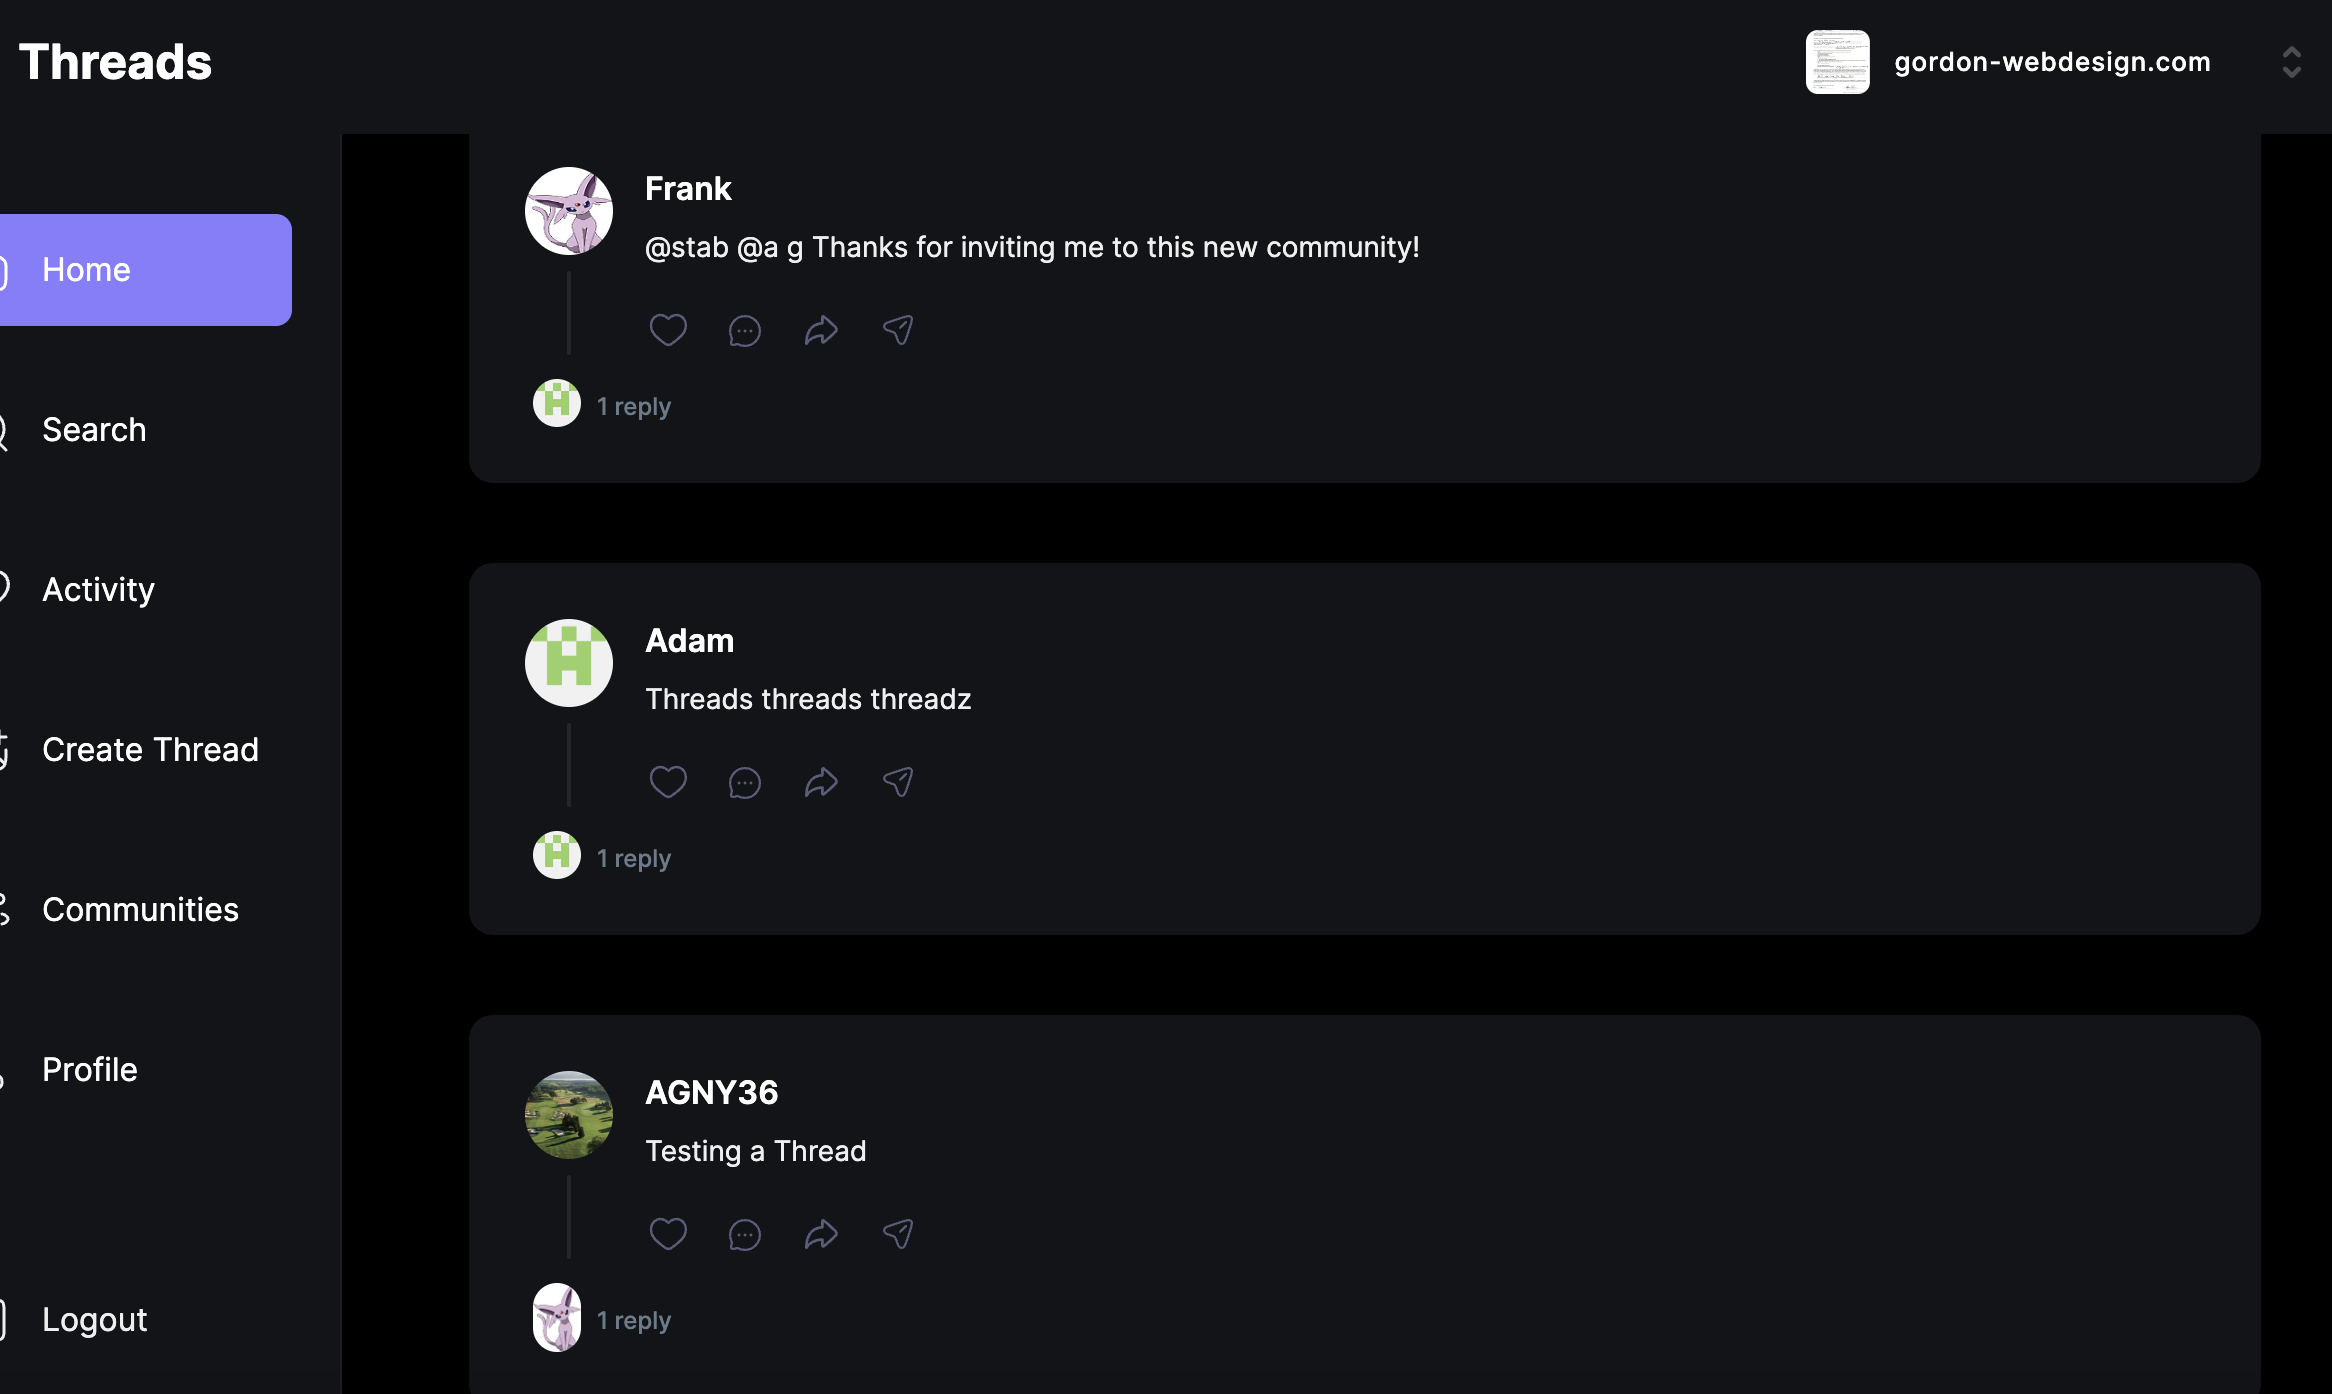 Threads
gordon-webdesign.com
Home
Search
Activity
Create Thread
Communities
Profile
Logout
Frank
@stab @a g Thanks for inviting me to this new community!
1 reply
Adam
Threads threads threadz
1 reply
AGNY36
Testing a Thread
1 reply